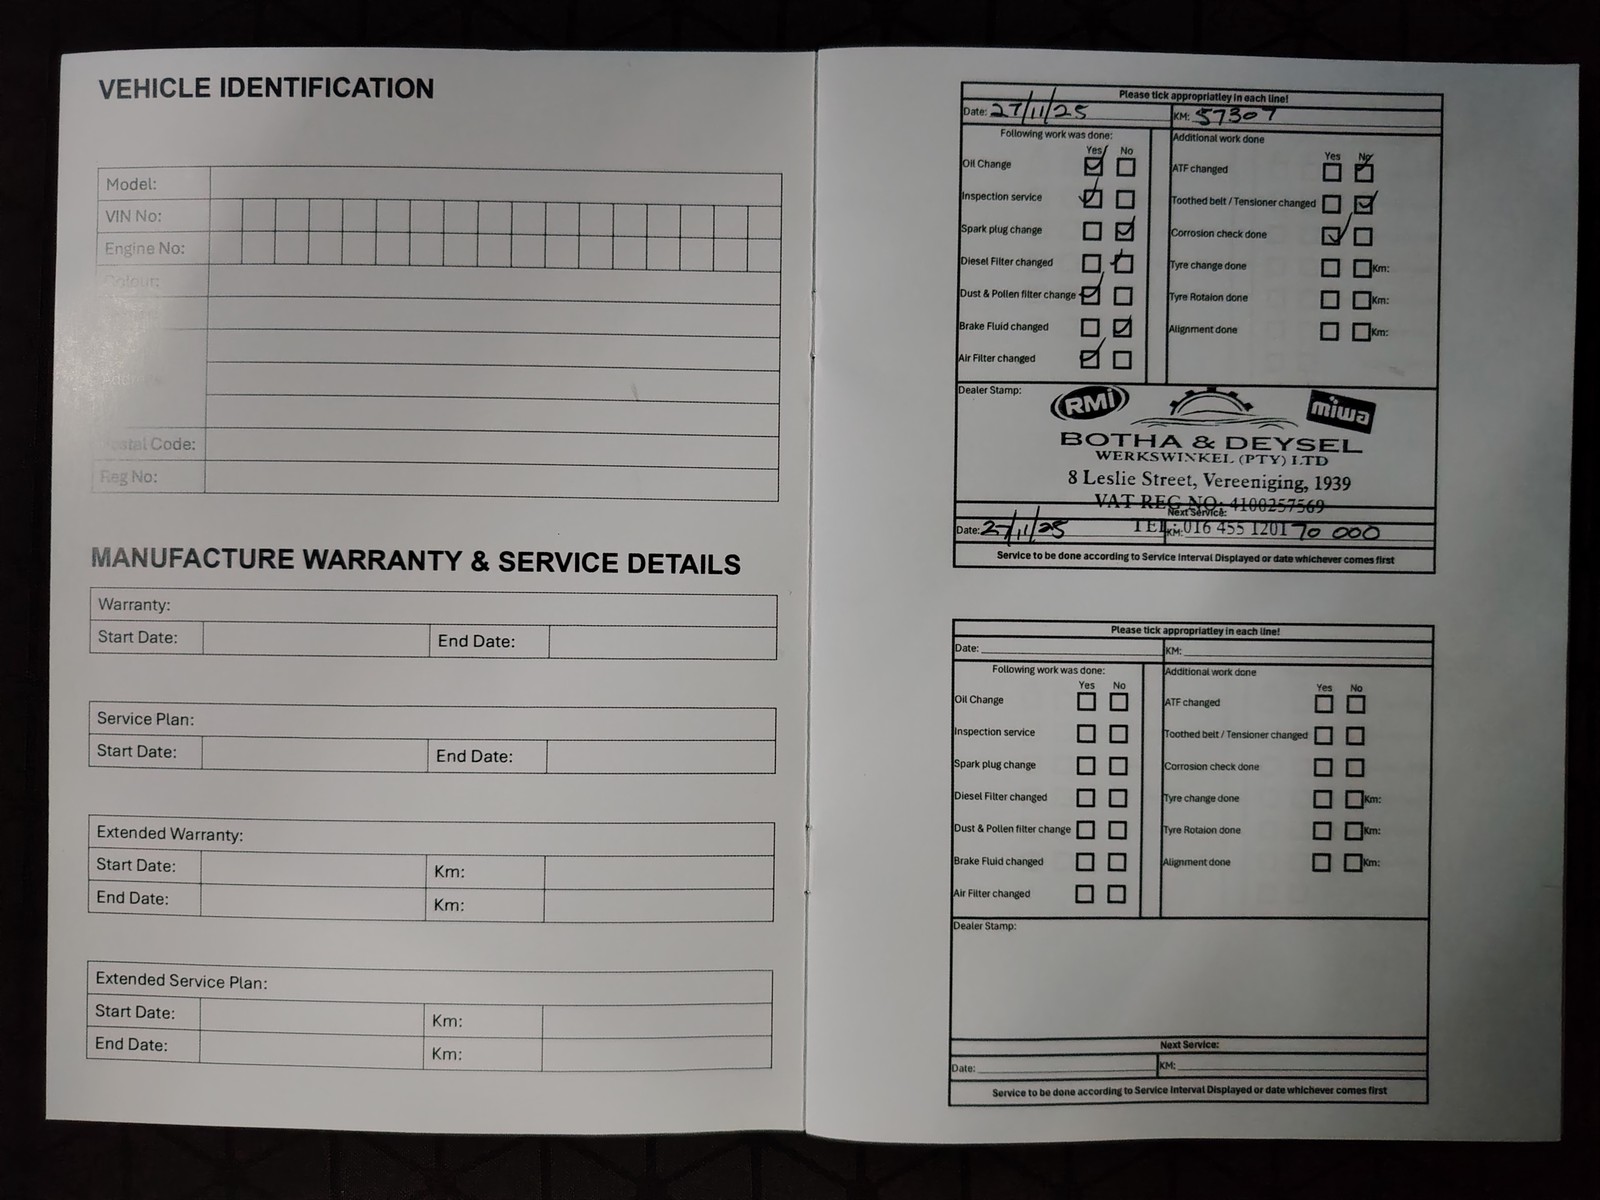 VEHICLE IDENTIFICATION
Model:
VIN No:
Engine No:
Colour:
Postal Code:
Reg No:
MANUFACTURE WARRANTY & SERVICE DETAILS
Warranty:
Start Date: End Date:
Service Plan:
Start Date: End Date:
Extended Warranty:
Start Date: Km:
End Date: Km:
Extended Service Plan:
Start Date: Km:
End Date: Km:
Please tick appropriatley in each line!
Date: 27/11/25 KM: 57307
Following work was done: Additional work done
Yes No Yes No
Oil Change ATF changed
Inspection service Toothed belt / Tensioner changed
Spark plug change Corrosion check done
Diesel Filter changed Tyre change done Km:
Dust & Pollen filter change Tyre Rotaion done Km:
Brake Fluid changed Alignment done Km:
Air Filter changed
Dealer Stamp:
RMi miwa
BOTHA & DEYSEL
WERKSWINKEL (PTY) LTD
8 Leslie Street, Vereeniging, 1939
VAT REG NO: 4100257569
Next Service:
TEL: 016 455 1201
Date: 27/11/25 KM: 70 000
Service to be done according to Service Interval Displayed or date whichever comes first
Please tick appropriatley in each line!
Date: KM:
Following work was done: Additional work done
Yes No Yes No
Oil Change ATF changed
Inspection service Toothed belt / Tensioner changed
Spark plug change Corrosion check done
Diesel Filter changed Tyre change done Km:
Dust & Pollen filter change Tyre Rotaion done Km:
Brake Fluid changed Alignment done Km:
Air Filter changed
Dealer Stamp:
Next Service:
Date: KM:
Service to be done according to Service Interval Displayed or date whichever comes first